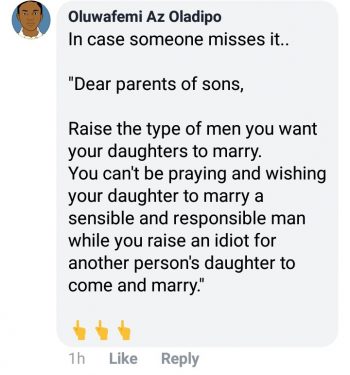 Oluwafemi Az Oladipo
In case someone misses it..
"Dear parents of sons,
Raise the type of men you want
your daughters to marry.
You can't be praying and wishing
your daughter to marry a
sensible and responsible man
while you raise an idiot for
another person's daughter to
come and marry."
👆👆👆
1h Like Reply